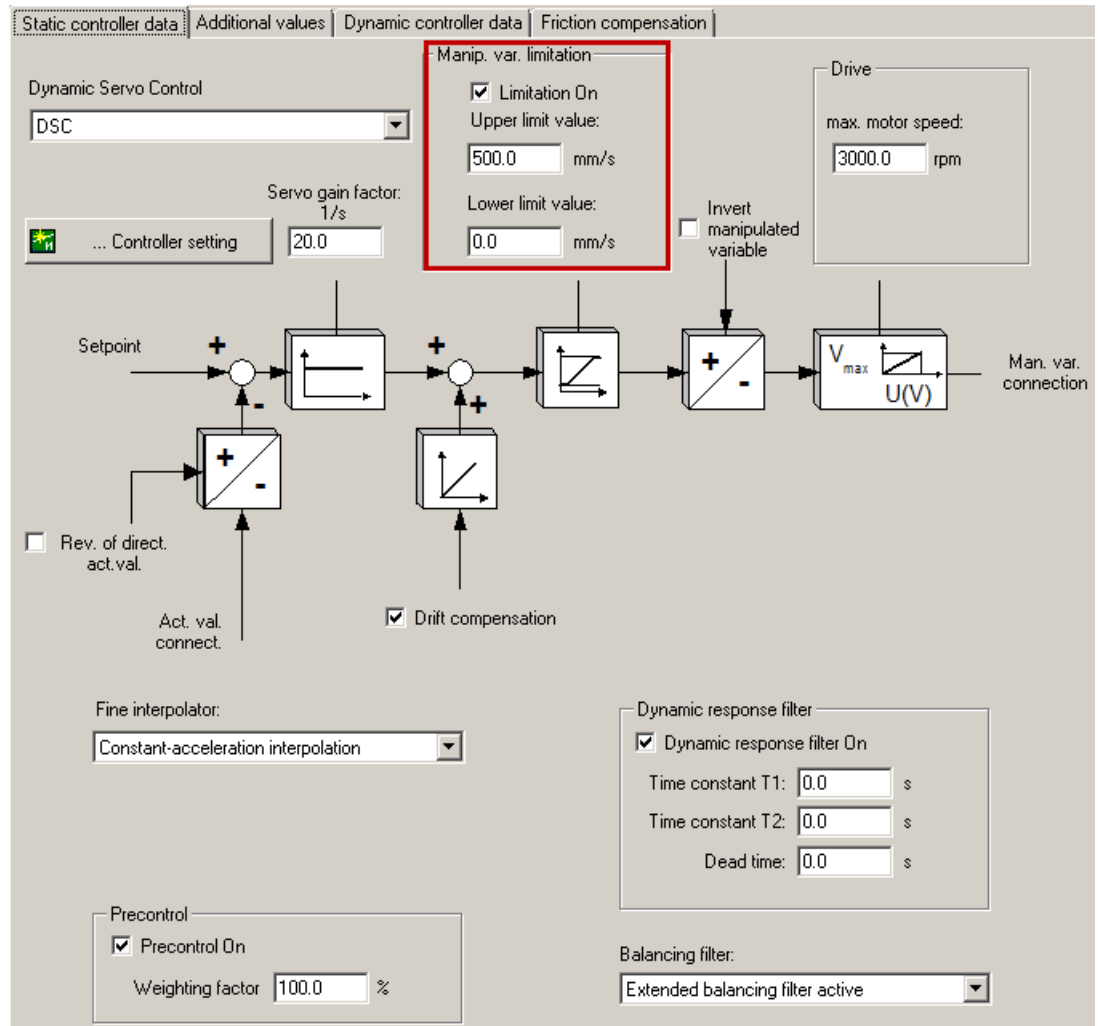 Static controller data Additional values Dynamic controller data Friction compensation
Dynamic Servo Control
DSC
Manip. var. limitation
Limitation On
Upper limit value:
500.0 mm/s
Lower limit value:
0.0 mm/s
Drive
max. motor speed:
3000.0 rpm
Servo gain factor:
1/s
... Controller setting
20.0
Invert
manipulated
variable
Setpoint
+
-
+
-
+
+
+
-
Vmax
U(V)
Man. var.
connection
Rev. of direct.
act.val.
Act. val.
connect.
Drift compensation
Fine interpolator:
Constant-acceleration interpolation
Dynamic response filter
Dynamic response filter On
Time constant T1: 0.0 s
Time constant T2: 0.0 s
Dead time: 0.0 s
Precontrol
Precontrol On
Weighting factor 100.0 %
Balancing filter:
Extended balancing filter active